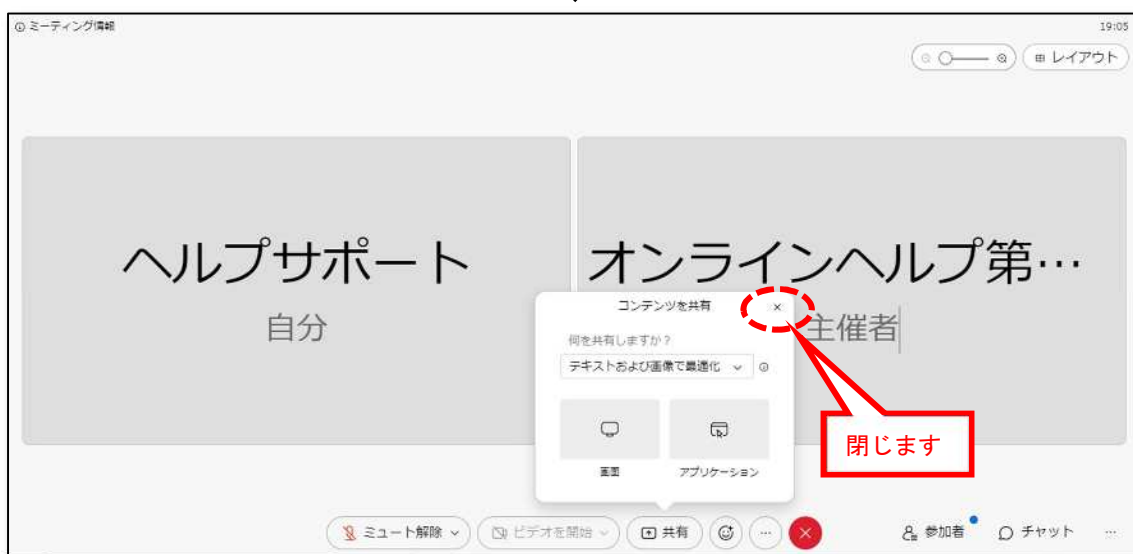 ミーティング情報
19:05
レイアウト
ヘルプサポート
自分
オンラインヘルプ第…
主催者
コンテンツを共有
何を共有しますか?
テキストおよび画像で最適化
画面
アプリケーション
閉じます
ミュート解除
ビデオを開始
共有
参加者
チャット